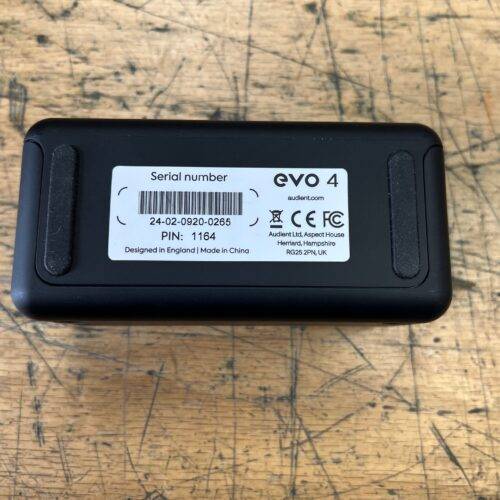 Serial number
24-02-0920-0265
PIN: 1164
Designed in England | Made in China
evo 4
audient.com
CE FC
Audient Ltd, Aspect House
Herriard, Hampshire
RG25 2PN, UK